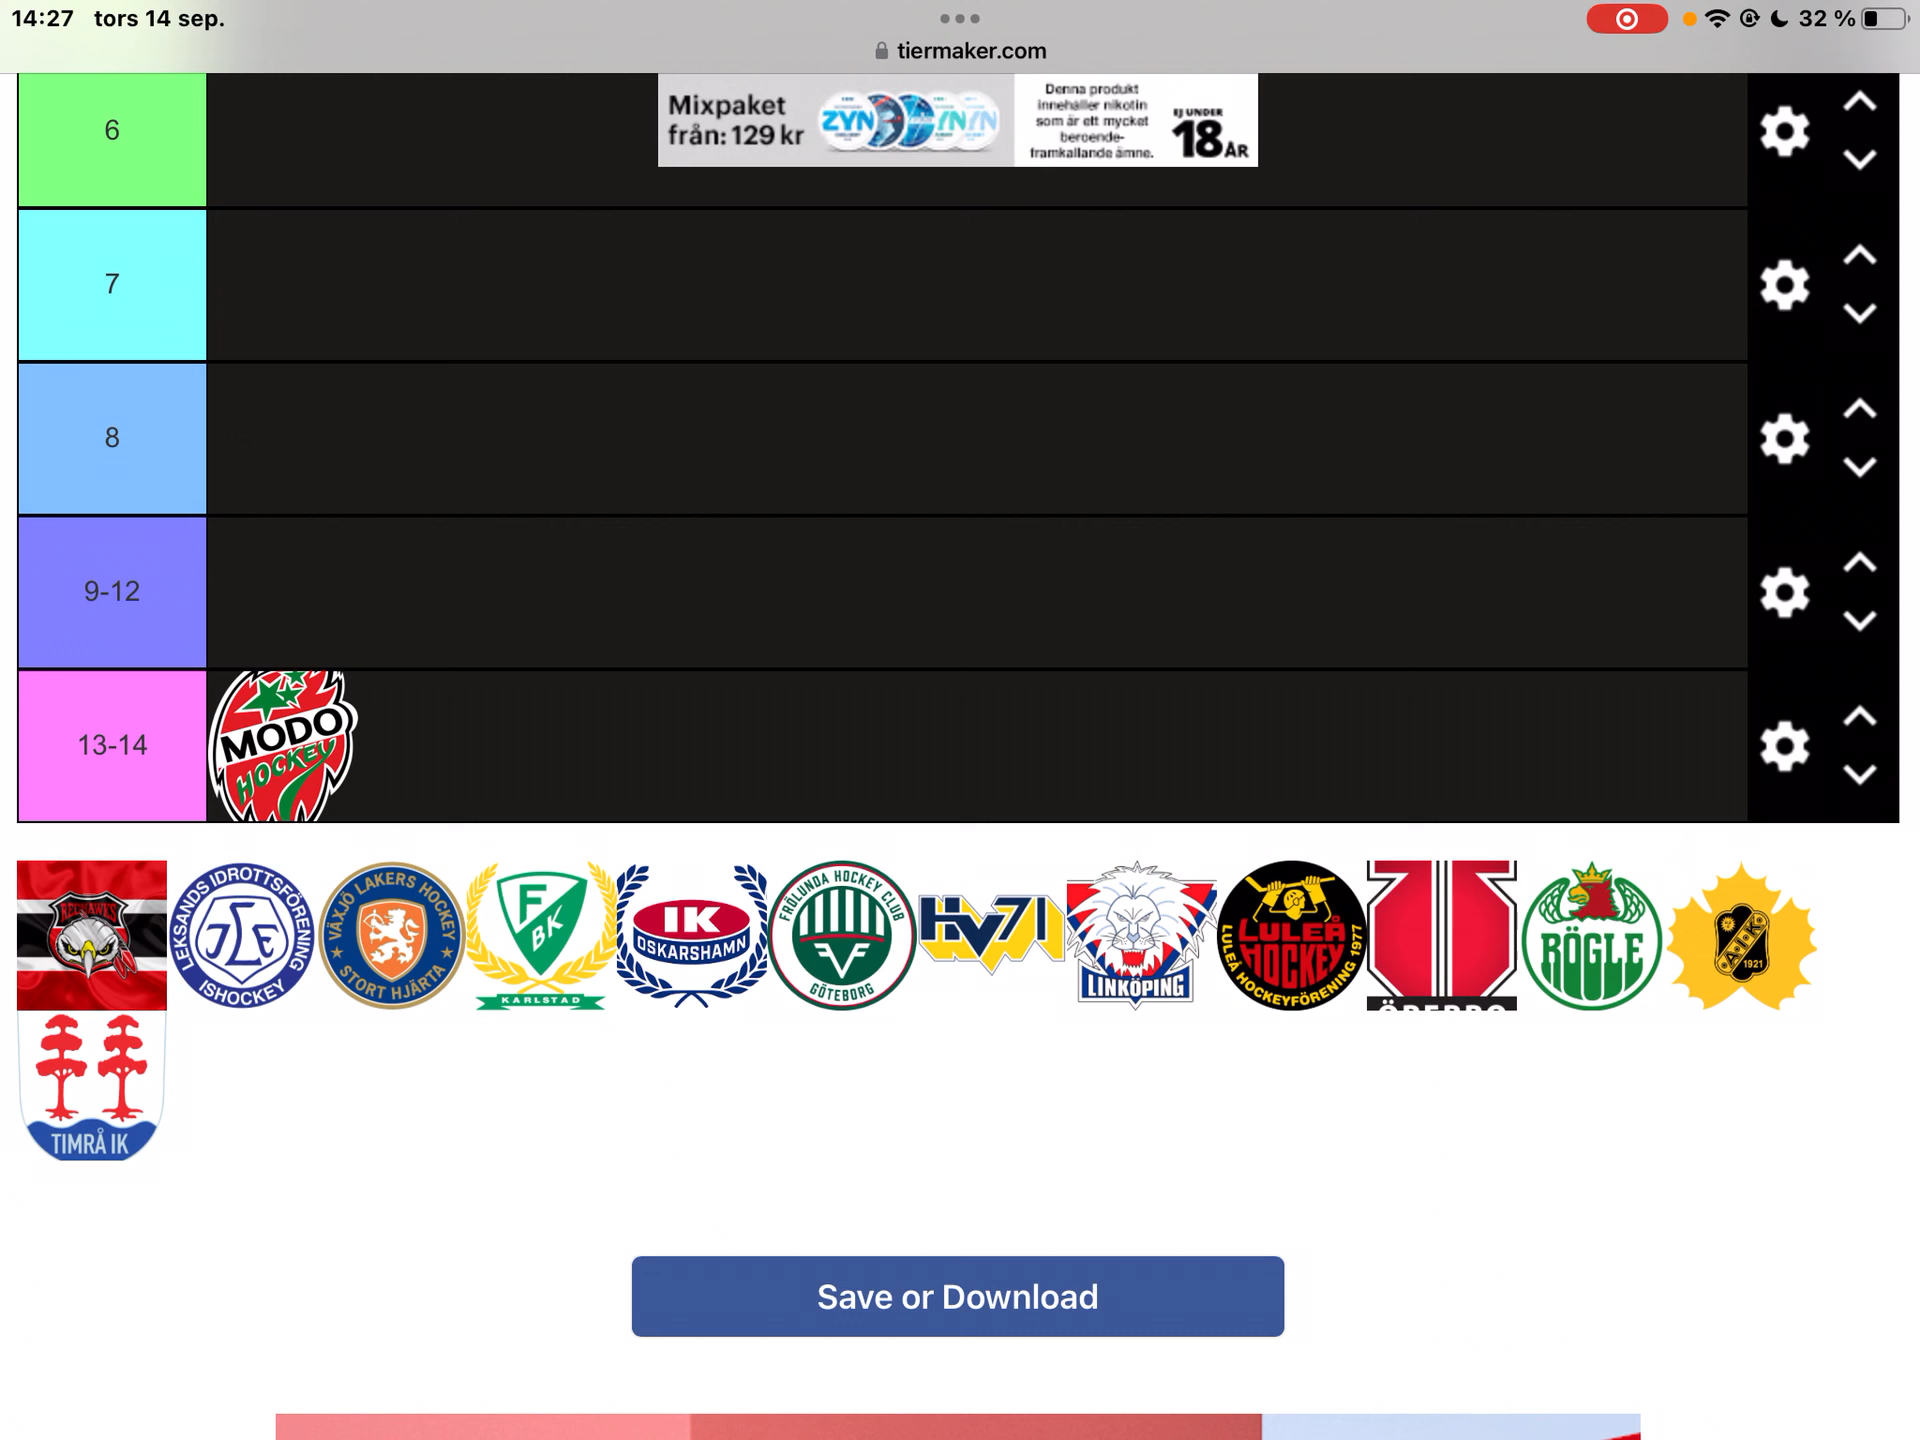 14:27 tors 14 sep.
32 %
tiermaker.com
6
Mixpaket
från: 129 kr
ZYN
Denna produkt
innehåller nikotin
som är ett mycket
beroende-
framkallande ämne.
EJ UNDER
18 ÅR
7
8
9-12
13-14
MODO
HOCKEY
REDHAWKS
LEKSANDS IDROTTSFÖRENING
ISHOCKEY
VÄXJÖ LAKERS HOCKEY
STORT HJÄRTA
FBK
KARLSTAD
IK
OSKARSHAMN
FRÖLUNDA HOCKEY CLUB
GÖTEBORG
HV71
LINKÖPING
LULEÅ
HOCKEY
LULEÅ HOCKEYFÖRENING 1977
ÖREBRO
RÖGLE
A.I.K
1921
TIMRÅ IK
Save or Download